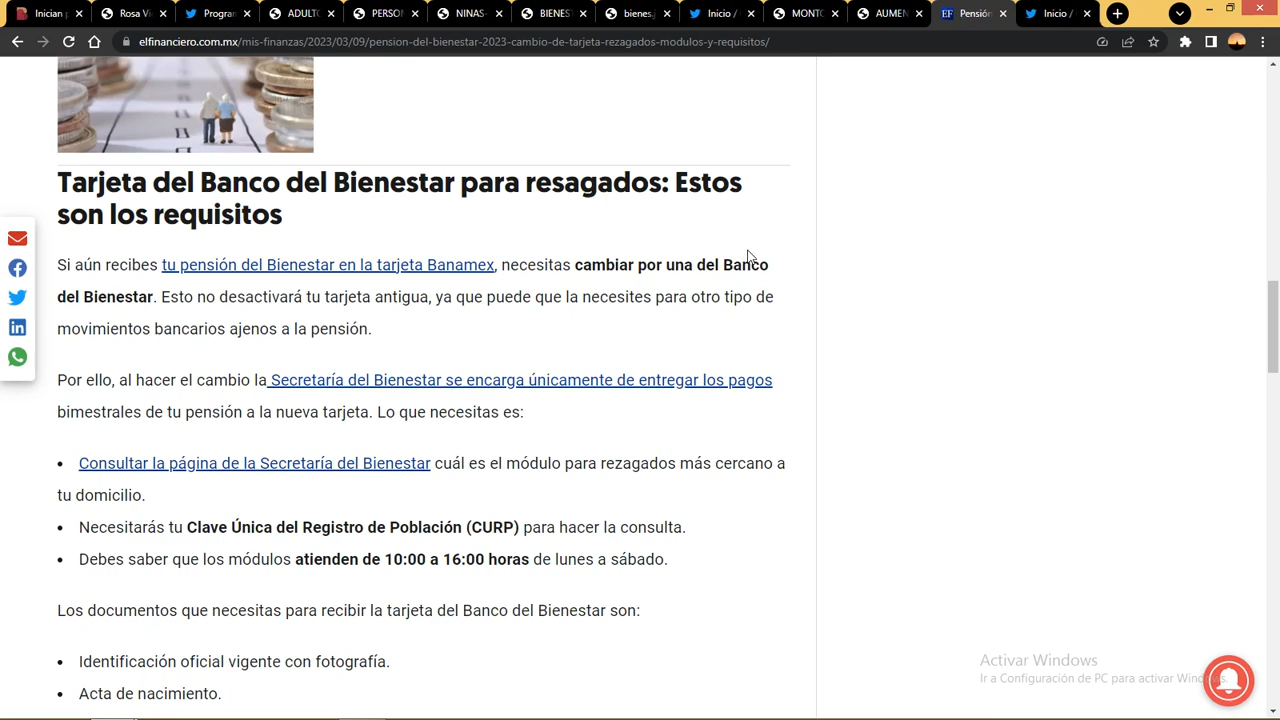 Inician p
Rosa Vi
Program
ADULTO
PERSON
NINAS-
BIENEST
bienes.j
Inicio /
MONTO
AUMEN
EF Pensión
Inicio /
elfinanciero.com.mx/mis-finanzas/2023/03/09/pension-del-bienestar-2023-cambio-de-tarjeta-rezagados-modulos-y-requisitos/
Tarjeta del Banco del Bienestar para resagados: Estos
son los requisitos
Si aún recibes tu pensión del Bienestar en la tarjeta Banamex, necesitas cambiar por una del Banco
del Bienestar. Esto no desactivará tu tarjeta antigua, ya que puede que la necesites para otro tipo de
movimientos bancarios ajenos a la pensión.
Por ello, al hacer el cambio la Secretaría del Bienestar se encarga únicamente de entregar los pagos
bimestrales de tu pensión a la nueva tarjeta. Lo que necesitas es:
• Consultar la página de la Secretaría del Bienestar cuál es el módulo para rezagados más cercano a
tu domicilio.
• Necesitarás tu Clave Única del Registro de Población (CURP) para hacer la consulta.
• Debes saber que los módulos atienden de 10:00 a 16:00 horas de lunes a sábado.
Los documentos que necesitas para recibir la tarjeta del Banco del Bienestar son:
• Identificación oficial vigente con fotografía.
• Acta de nacimiento.
Activar Windows
Ir a Configuración de PC para activar Windows.